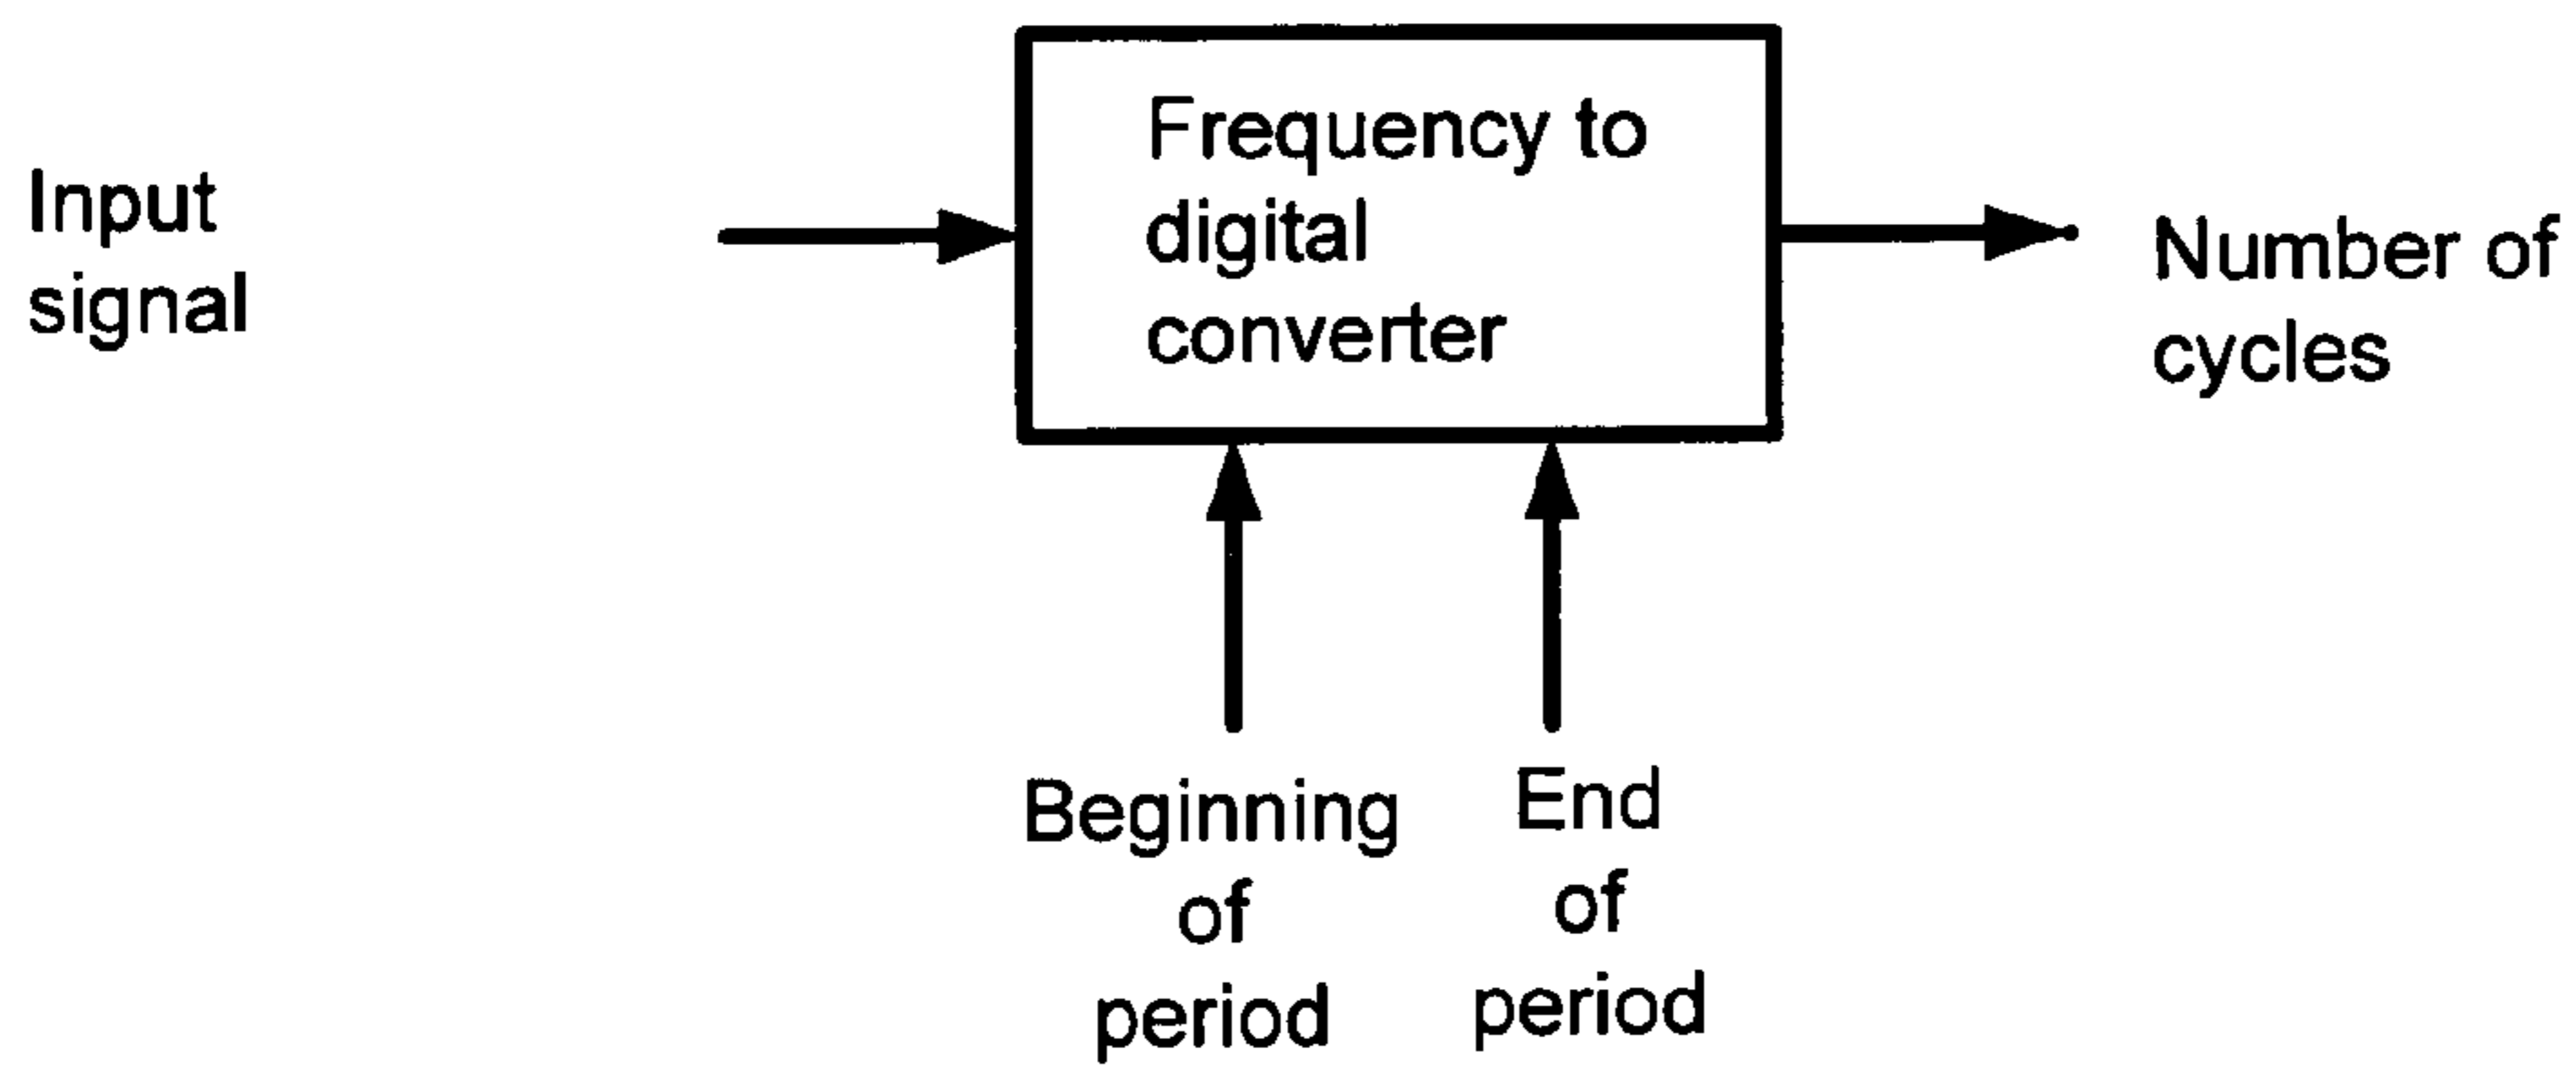 Input
signal
Frequency to
digital
converter
Number of
cycles
Beginning
of
period
End
of
period